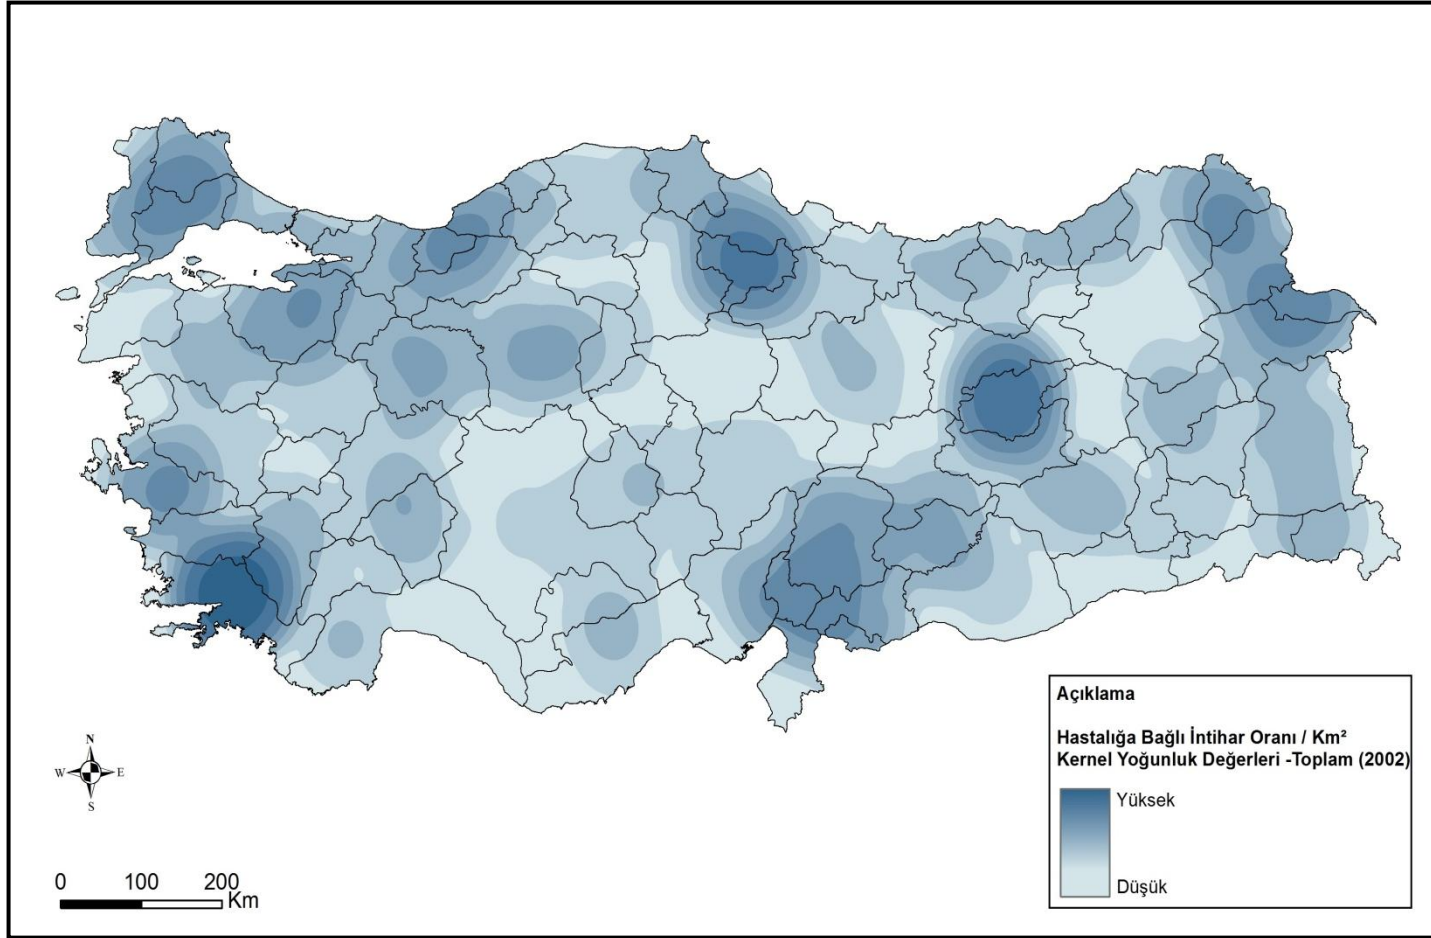 N
W E
S
0 100 200
Km
Açıklama
Hastalığa Bağlı İntihar Oranı / Km²
Kernel Yoğunluk Değerleri -Toplam (2002)
Yüksek
Düşük